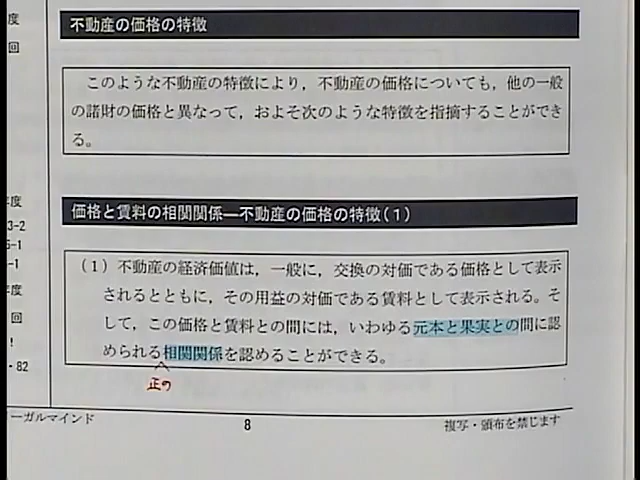 度
回
不動産の価格の特徴
このような不動産の特徴により，不動産の価格についても，他の一般
の諸財の価格と異なって，およそ次のような特徴を指摘することができ
る。
年度
3-2
5-1
-1
年度
回
!
・82
価格と賃料の相関関係―不動産の価格の特徴(1)
(1) 不動産の経済価値は，一般に，交換の対価である価格として表示
されるとともに，その用益の対価である賃料として表示される。そ
して，この価格と賃料との間には，いわゆる元本と果実との間に認
められる相関関係を認めることができる。
正の
ーガルマインド
8
複写・頒布を禁じます